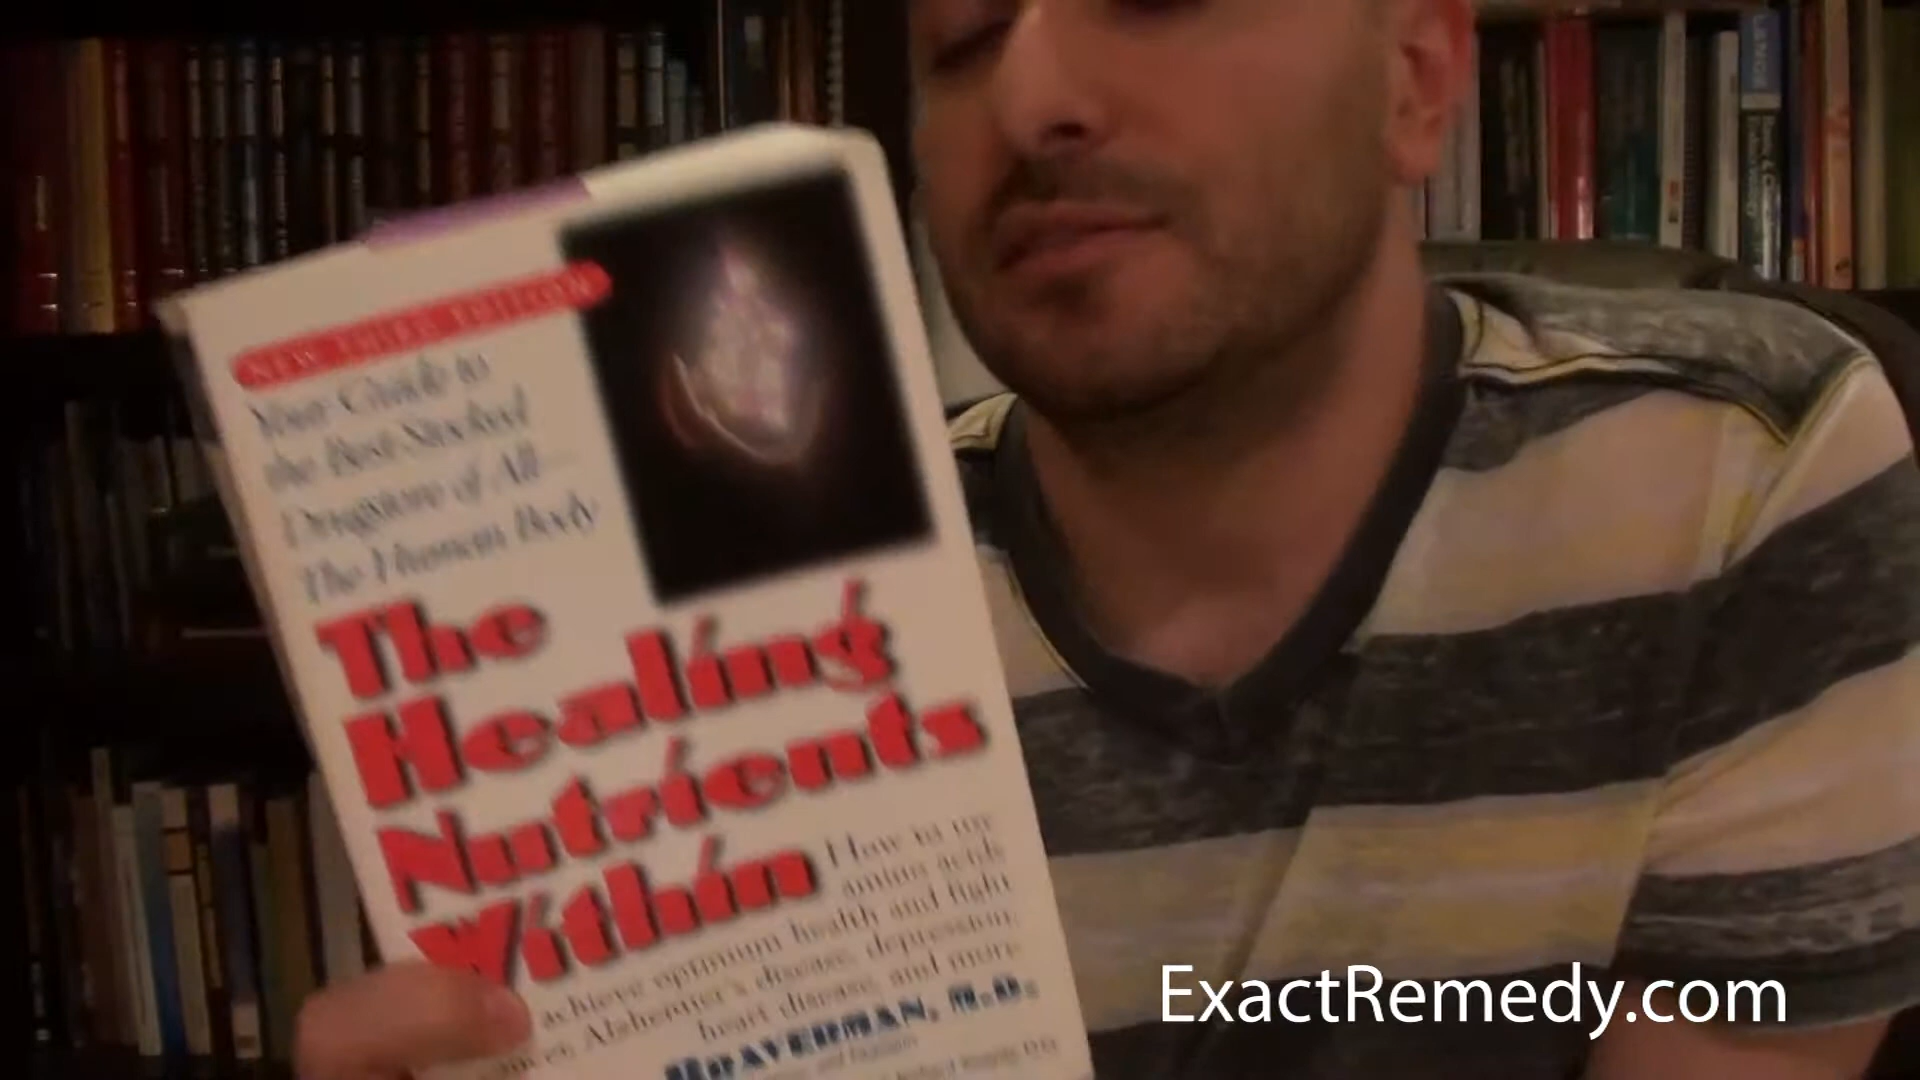 NEW THIRD EDITION
Your Guide to
the Best-Stocked
Drugstore of All—
The Human Body
The
Healing
Nutrients
Within
How to use
amino acids
achieve optimum health and fight
cancer, Alzheimer's disease, depression,
heart disease, and more
BRAVERMAN, M.D.
ExactRemedy.com